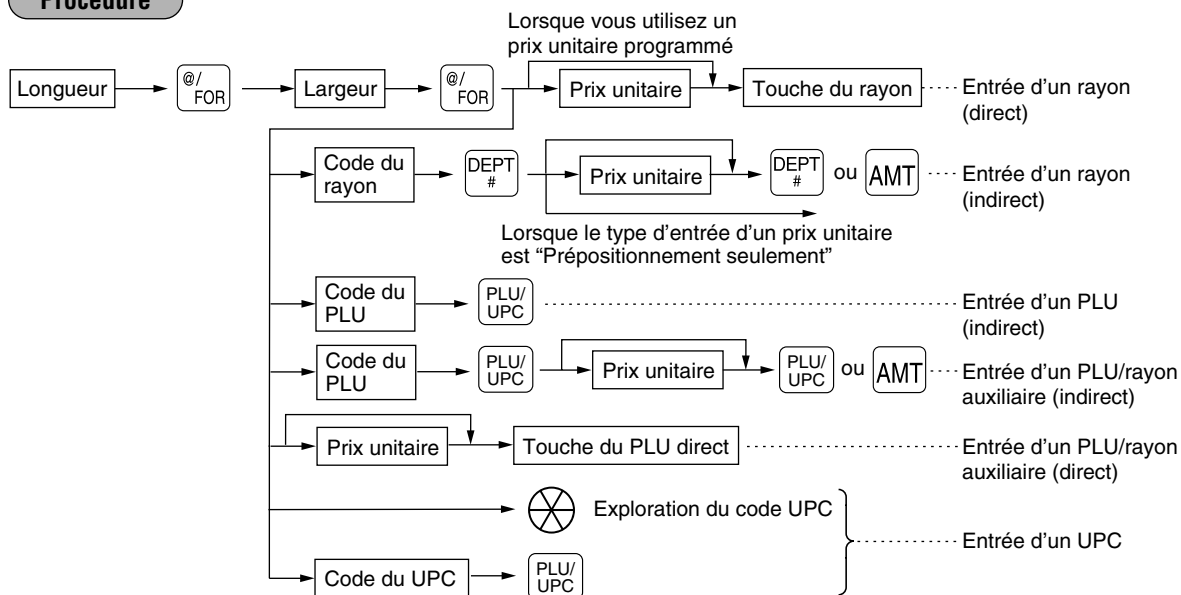 Procédure
Lorsque vous utilisez un
prix unitaire programmé
Longueur @/FOR Largeur @/FOR Prix unitaire Touche du rayon Entrée d'un rayon
(direct)
Code du
rayon
DEPT
#
Prix unitaire
DEPT
#
ou AMT
Entrée d'un rayon
(indirect)
Lorsque le type d'entrée d'un prix unitaire
est “Prépositionnement seulement”
Code du
PLU
PLU/
UPC
Entrée d'un PLU
(indirect)
Code du
PLU
PLU/
UPC
Prix unitaire
PLU/
UPC
ou AMT
Entrée d'un PLU/rayon
auxiliaire (indirect)
Prix unitaire Touche du PLU direct Entrée d'un PLU/rayon
auxiliaire (direct)
Exploration du code UPC
Entrée d'un UPC
Code du UPC
PLU/
UPC